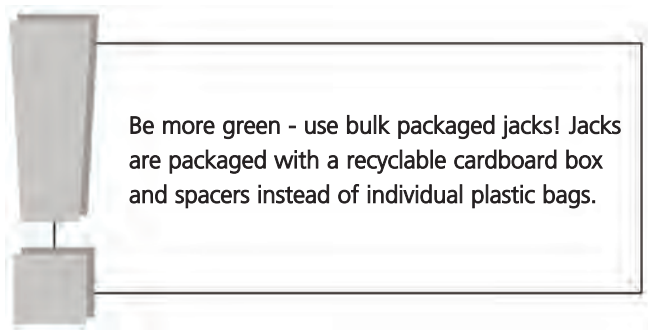 Be more green - use bulk packaged jacks! Jacks
are packaged with a recyclable cardboard box
and spacers instead of individual plastic bags.